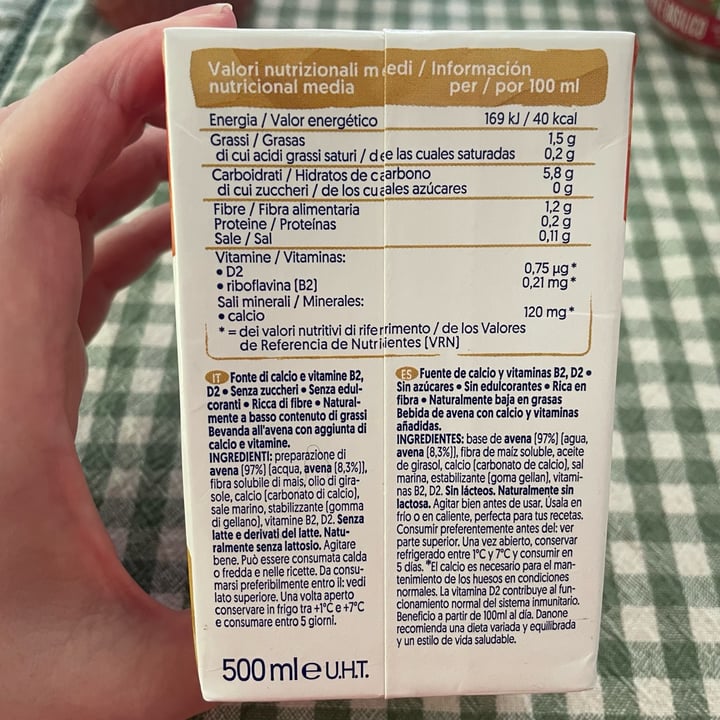 Valori nutrizionali medi / Información
nutricional media per / por 100 ml
Energia / Valor energético 169 kJ / 40 kcal
Grassi / Grasas 1,5 g
di cui acidi grassi saturi / de las cuales saturadas 0,2 g
Carboidrati / Hidratos de carbono 5,8 g
di cui zuccheri / de los cuales azúcares 0 g
Fibre / Fibra alimentaria 1,2 g
Proteine / Proteínas 0,2 g
Sale / Sal 0,11 g
Vitamine / Vitaminas:
• D2 0,75 µg*
• riboflavina (B2) 0,21 mg*
Sali minerali / Minerales:
• calcio 120 mg*
* = dei valori nutritivi di riferimento / de los Valores
de Referencia de Nutrientes (VRN)
IT Fonte di calcio e vitamine B2,
D2 • Senza zuccheri • Senza edul-
coranti • Ricca di fibre • Natural-
mente a basso contenuto di grassi
Bevanda all'avena con aggiunta di
calcio e vitamine.
INGREDIENTI: preparazione di
avena (97%) (acqua, avena (8,3%)),
fibra solubile di mais, olio di gira-
sole, calcio (carbonato di calcio),
sale marino, stabilizzante (gomma
di gellano), vitamine B2, D2. Senza
latte e derivati del latte. Natu-
ralmente senza lattosio. Agitare
bene. Può essere consumata calda
o fredda e nelle ricette. Da consu-
marsi preferibilmente entro il: vedi
lato superiore. Una volta aperto
conservare in frigo tra +1°C e +7°C
e consumare entro 5 giorni.
500 ml e U.H.T.
ES Fuente de calcio y vitaminas B2, D2 •
Sin azúcares • Sin edulcorantes • Rica en
fibra • Naturalmente baja en grasas
Bebida de avena con calcio y vitaminas
añadidas.
INGREDIENTES: base de avena (97%) (agua,
avena (8,3%)), fibra de maíz soluble, aceite
de girasol, calcio (carbonato de calcio), sal
marina, estabilizante (goma gellan), vitami-
nas B2, D2. Sin lácteos. Naturalmente sin
lactosa. Agitar bien antes de usar. Úsala en
frío o en caliente, perfecta para tus recetas.
Consumir preferentemente antes del: ver
parte superior. Una vez abierto, conservar
refrigerado entre 1°C y 7°C y consumir en
5 días. *El calcio es necesario para el man-
tenimiento de los huesos en condiciones
normales. La vitamina D2 contribuye al fun-
cionamiento normal del sistema inmunitario.
Beneficio a partir de 100ml al día. Danone
recomienda una dieta variada y equilibrada
y un estilo de vida saludable.